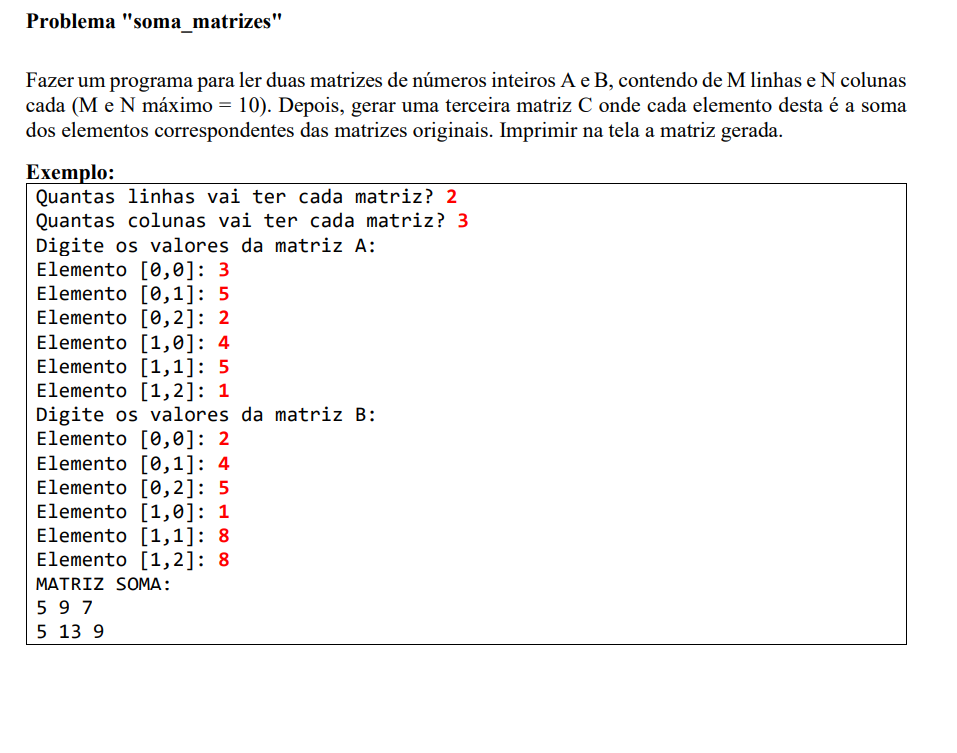 Problema "soma_matrizes"
Fazer um programa para ler duas matrizes de números inteiros A e B, contendo de M linhas e N colunas
cada (M e N máximo = 10). Depois, gerar uma terceira matriz C onde cada elemento desta é a soma
dos elementos correspondentes das matrizes originais. Imprimir na tela a matriz gerada.
Exemplo:
Quantas linhas vai ter cada matriz? 2
Quantas colunas vai ter cada matriz? 3
Digite os valores da matriz A:
Elemento [0,0]: 3
Elemento [0,1]: 5
Elemento [0,2]: 2
Elemento [1,0]: 4
Elemento [1,1]: 5
Elemento [1,2]: 1
Digite os valores da matriz B:
Elemento [0,0]: 2
Elemento [0,1]: 4
Elemento [0,2]: 5
Elemento [1,0]: 1
Elemento [1,1]: 8
Elemento [1,2]: 8
MATRIZ SOMA:
5 9 7
5 13 9